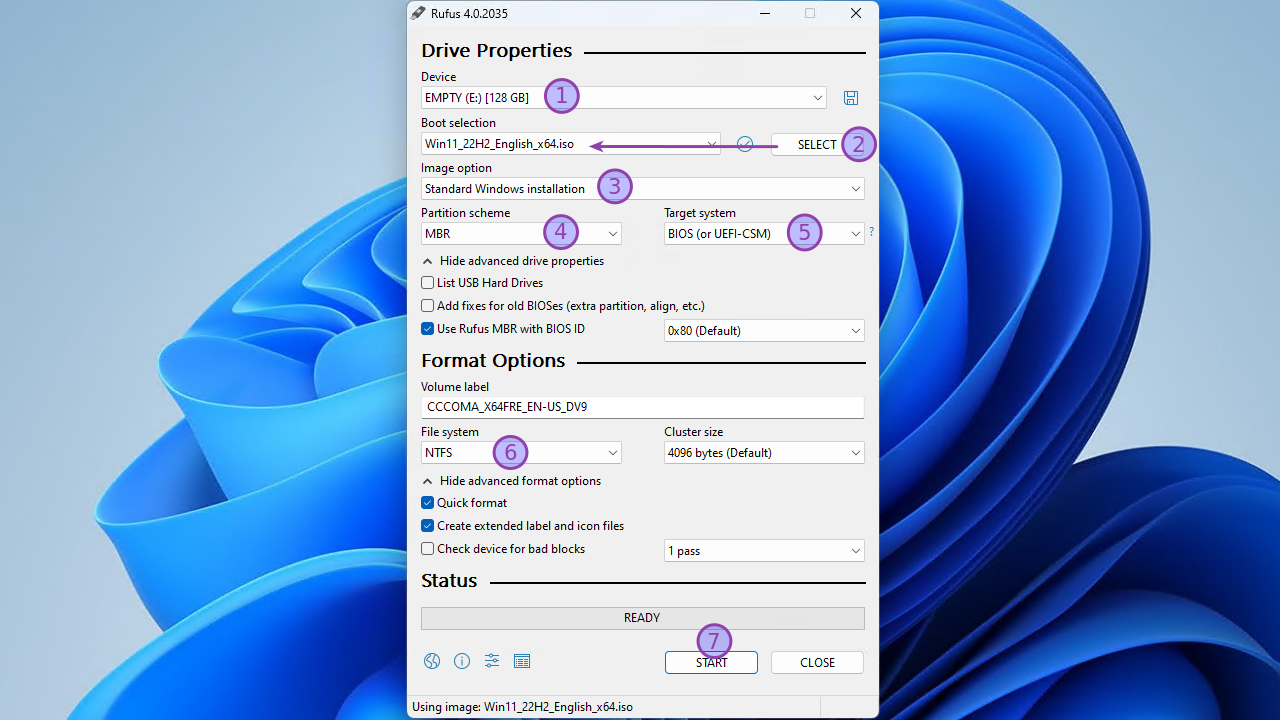 Rufus 4.0.2035
Drive Properties
Device
EMPTY (E:) [128 GB] 1
Boot selection
Win11_22H2_English_x64.iso SELECT 2
Image option
Standard Windows installation 3
Partition scheme Target system
MBR 4 BIOS (or UEFI-CSM) 5 ?
Hide advanced drive properties
List USB Hard Drives
Add fixes for old BIOSes (extra partition, align, etc.)
Use Rufus MBR with BIOS ID 0x80 (Default)
Format Options
Volume label
CCCOMA_X64FRE_EN-US_DV9
File system Cluster size
NTFS 6 4096 bytes (Default)
Hide advanced format options
Quick format
Create extended label and icon files
Check device for bad blocks 1 pass
Status
READY
7
START CLOSE
Using image: Win11_22H2_English_x64.iso